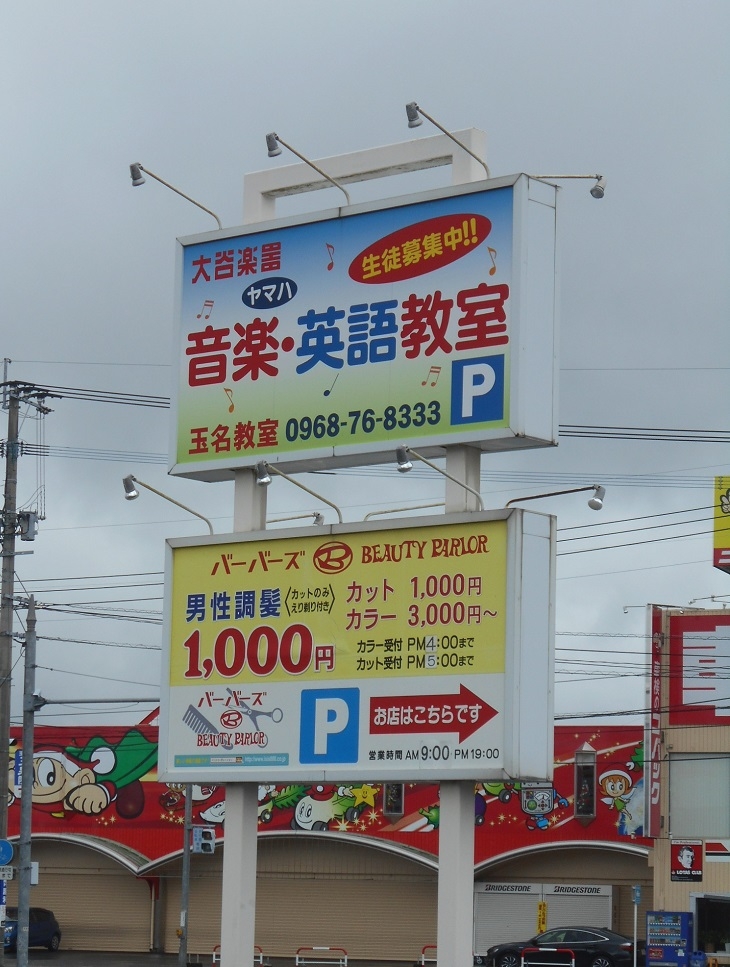 大谷楽器
生徒募集中!!
ヤマハ
音楽・英語教室
玉名教室 0968-76-8333
P
バーバーズ B BEAUTY PARLOR
男性調髪
カットのみ
えり剃り付き
1,000円
カット 1,000円
カラー 3,000円～
カラー受付 PM4:00まで
カット受付 PM5:00まで
バーバーズ
B
BEAUTY PARLOR
P
お店はこちらです
営業時間 AM 9:00-PM 19:00
BRIDGESTONE
BRIDGESTONE
LOTAS CLUB